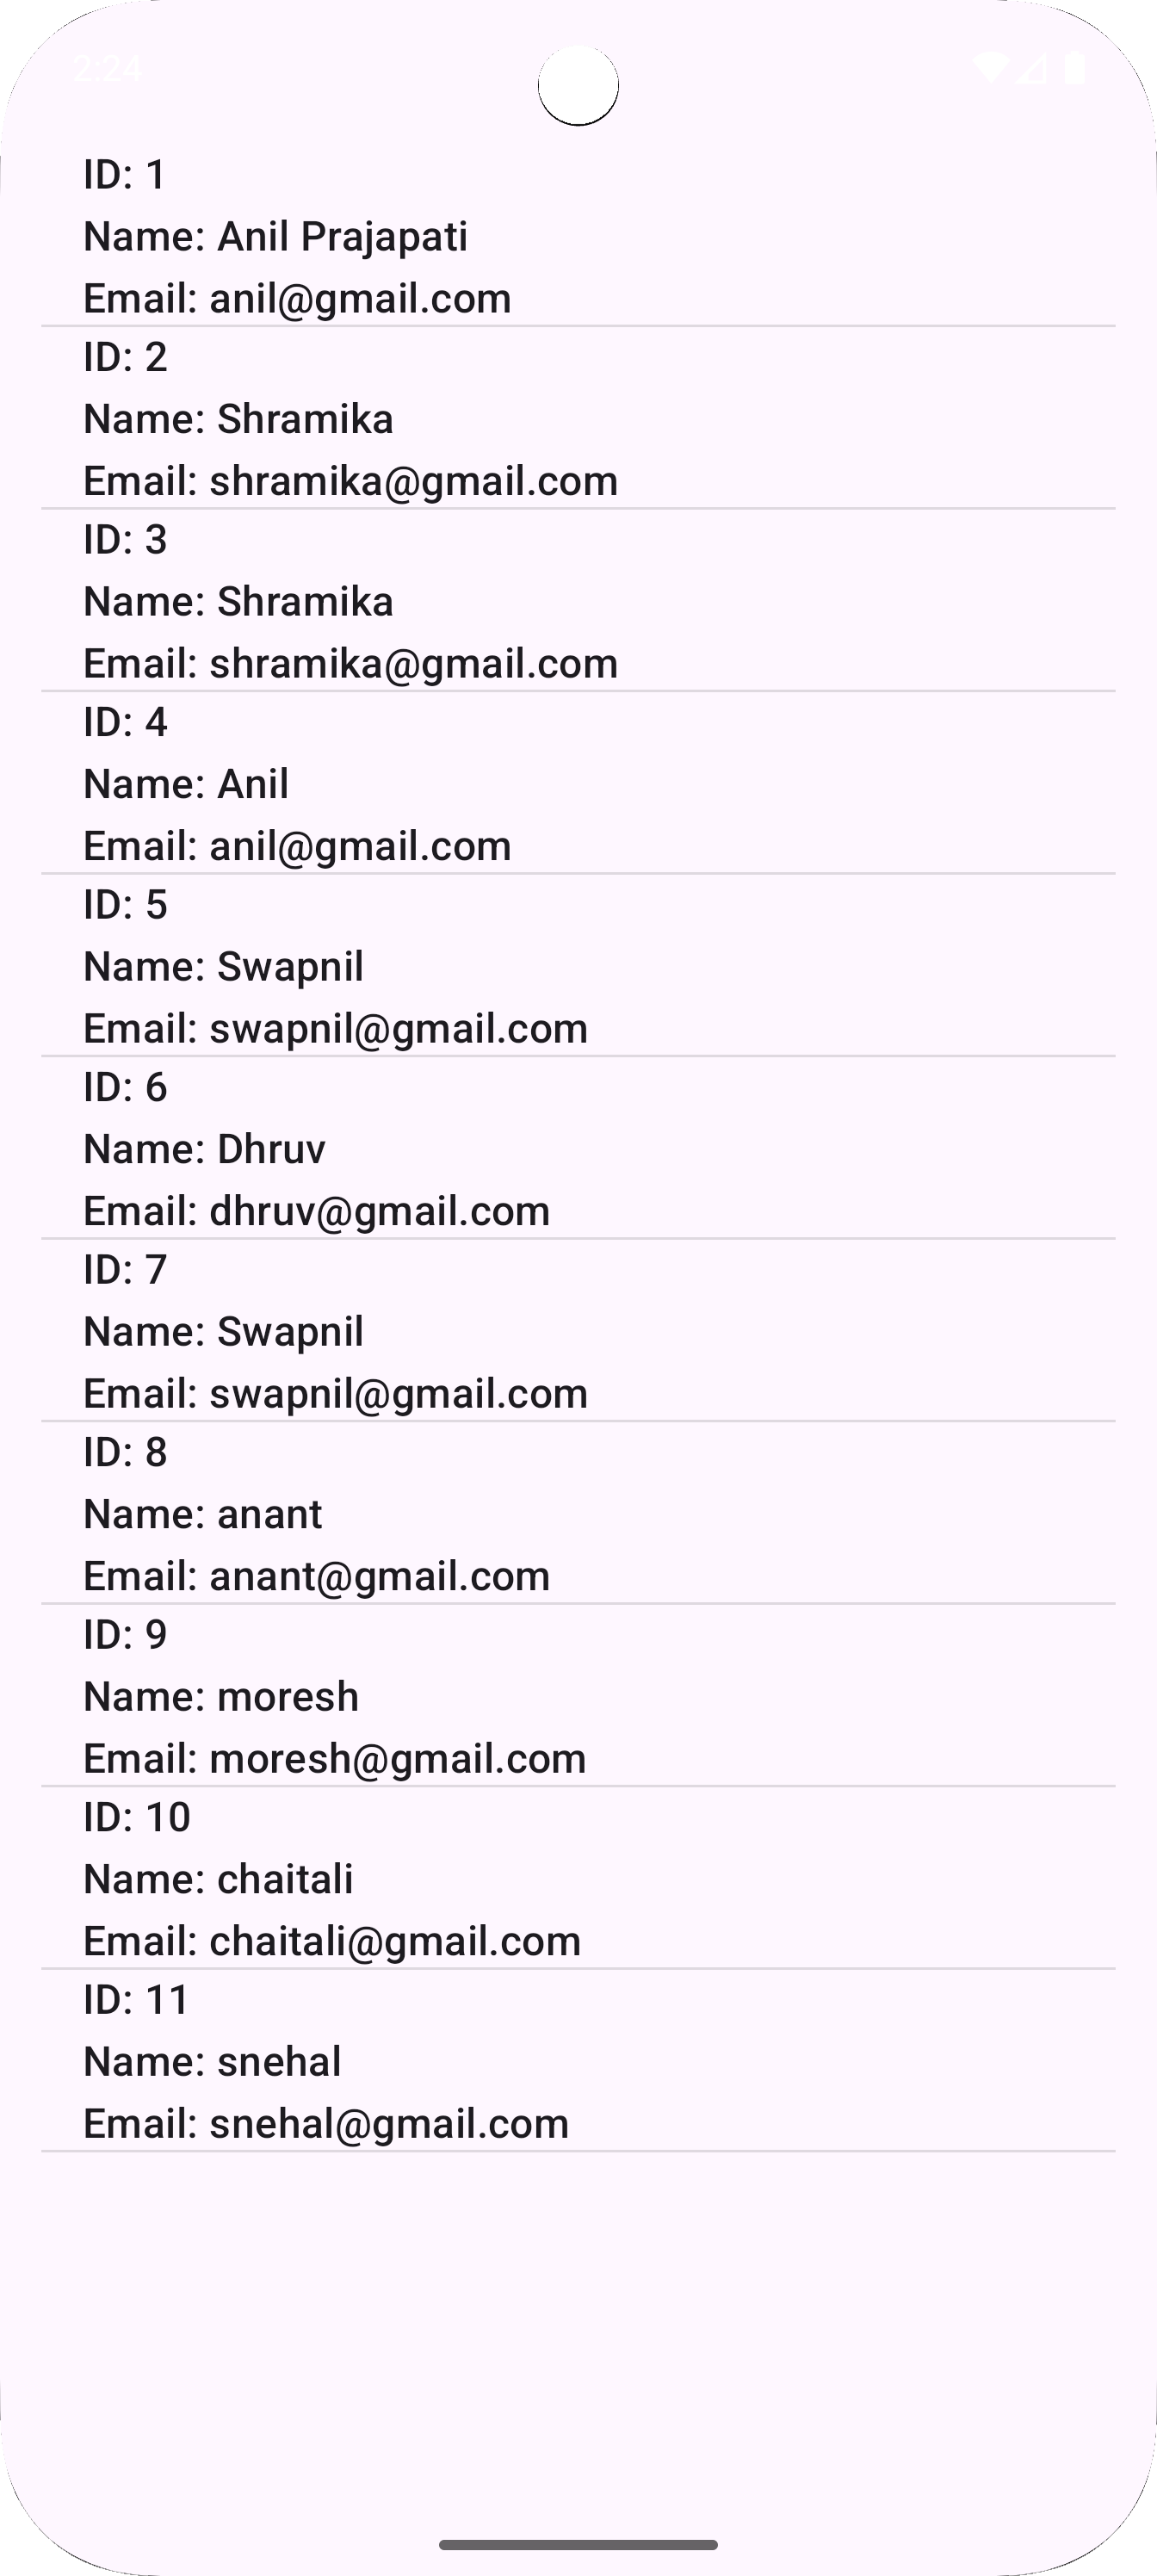 2:24
ID: 1
Name: Anil Prajapati
Email: anil@gmail.com
ID: 2
Name: Shramika
Email: shramika@gmail.com
ID: 3
Name: Shramika
Email: shramika@gmail.com
ID: 4
Name: Anil
Email: anil@gmail.com
ID: 5
Name: Swapnil
Email: swapnil@gmail.com
ID: 6
Name: Dhruv
Email: dhruv@gmail.com
ID: 7
Name: Swapnil
Email: swapnil@gmail.com
ID: 8
Name: anant
Email: anant@gmail.com
ID: 9
Name: moresh
Email: moresh@gmail.com
ID: 10
Name: chaitali
Email: chaitali@gmail.com
ID: 11
Name: snehal
Email: snehal@gmail.com